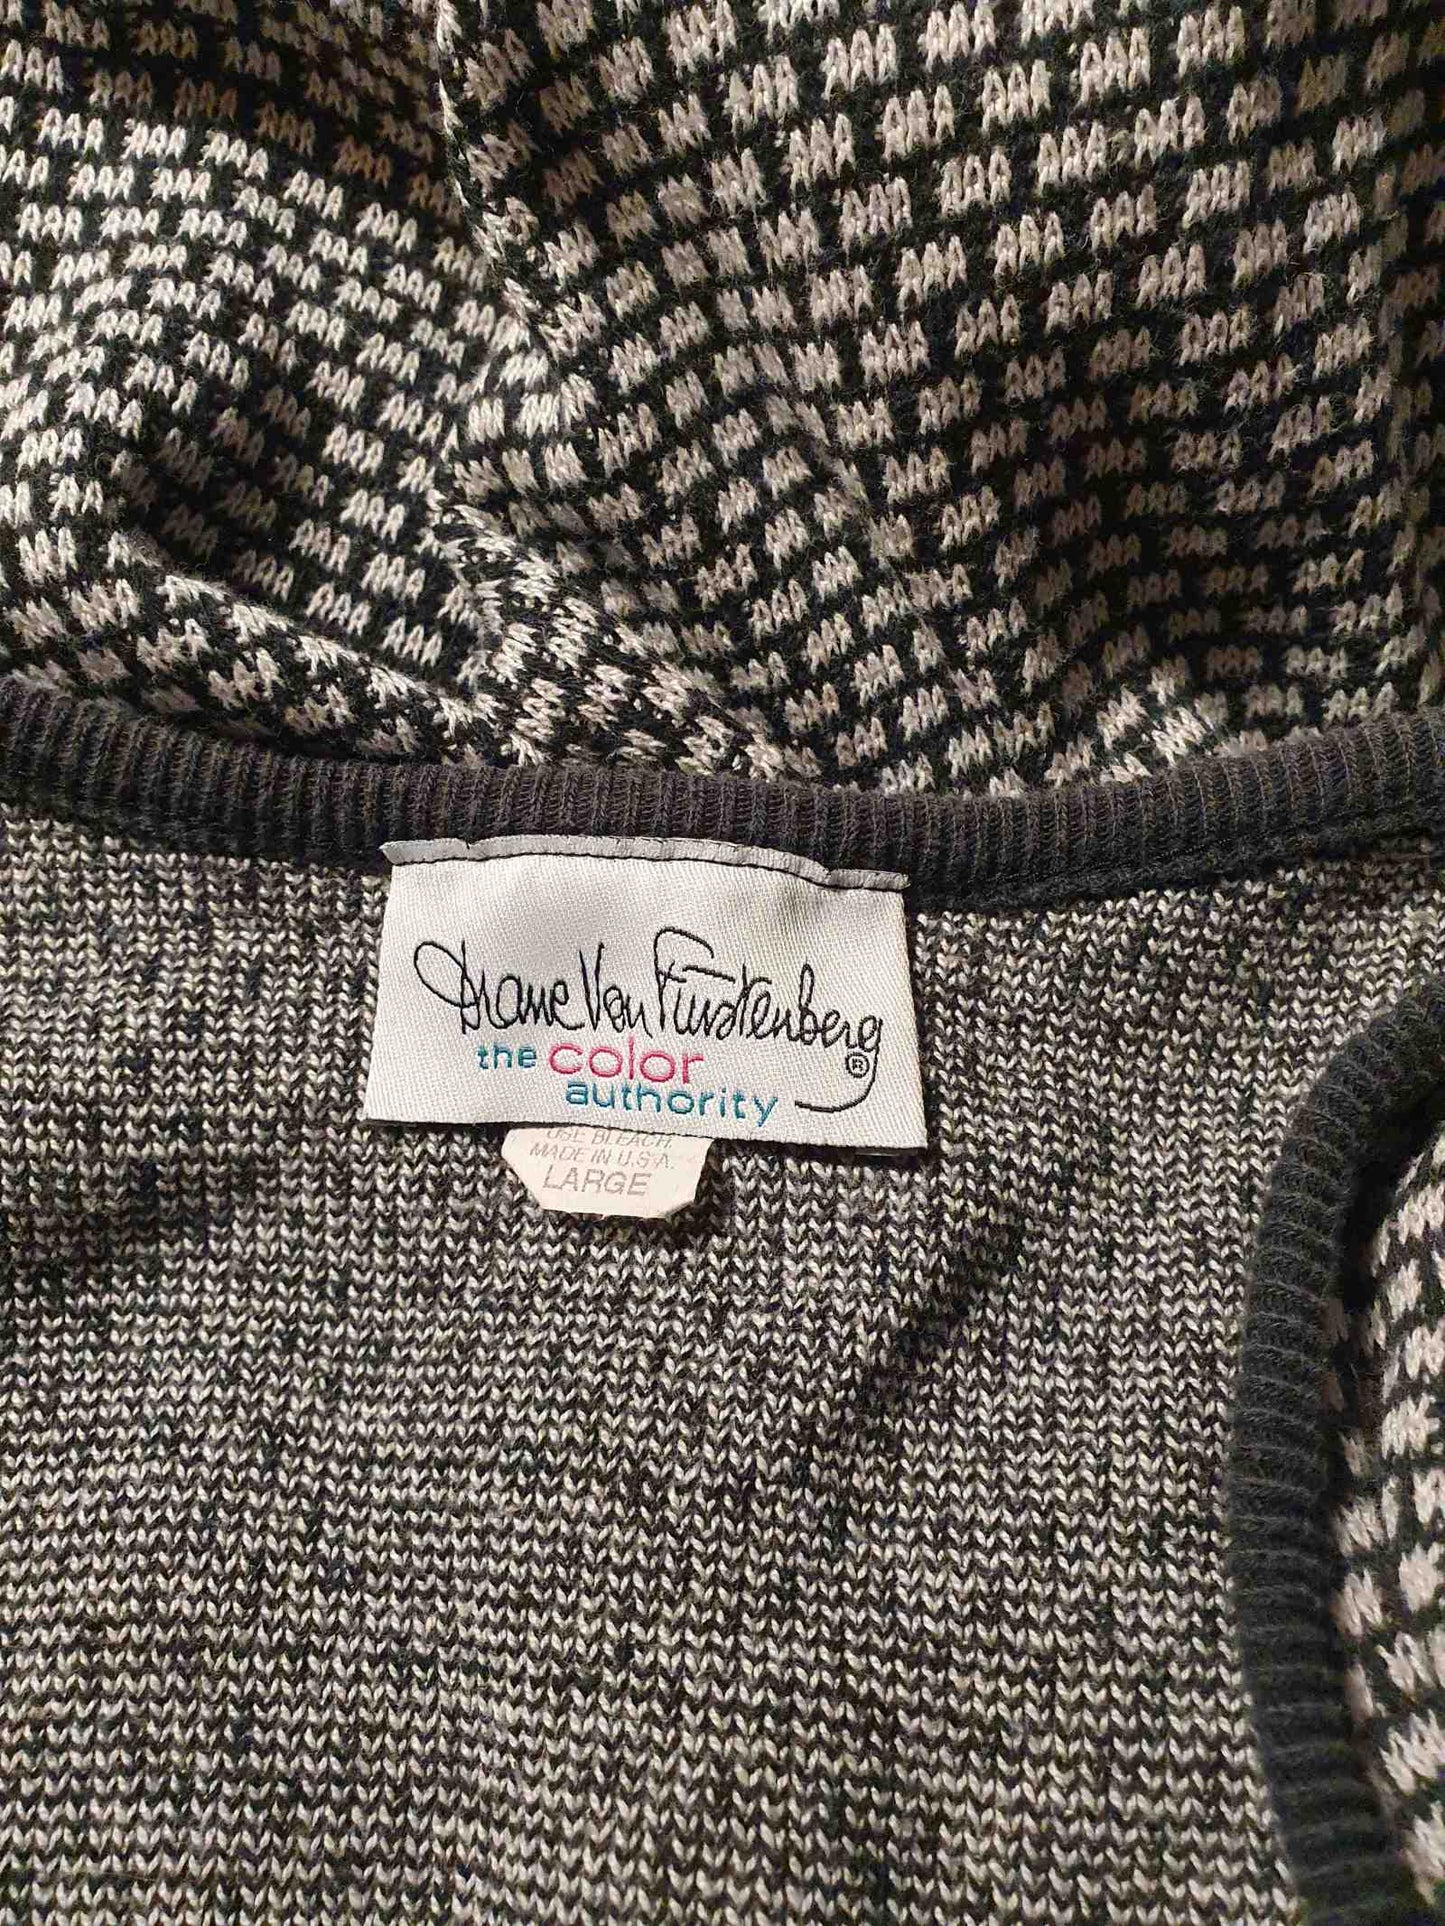 Diane Von Furstenberg
the color ®
authority
USE BLEACH.
MADE IN U.S.A.
LARGE